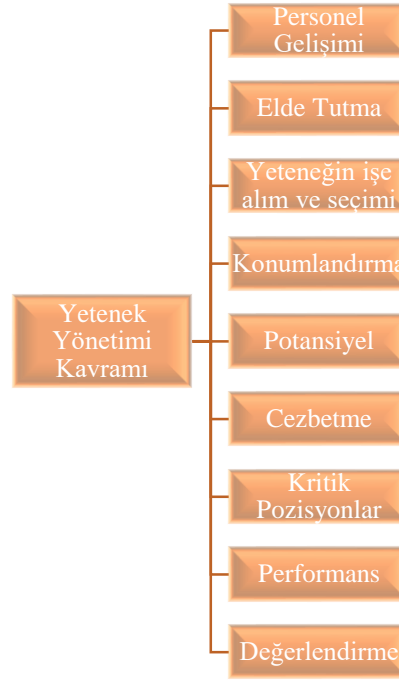 Personel
Gelişimi
Elde Tutma
Yeteneğin işe
alım ve seçimi
Konumlandırma
Yetenek
Yönetimi
Kavramı
Potansiyel
Cezbetme
Kritik
Pozisyonlar
Performans
Değerlendirme